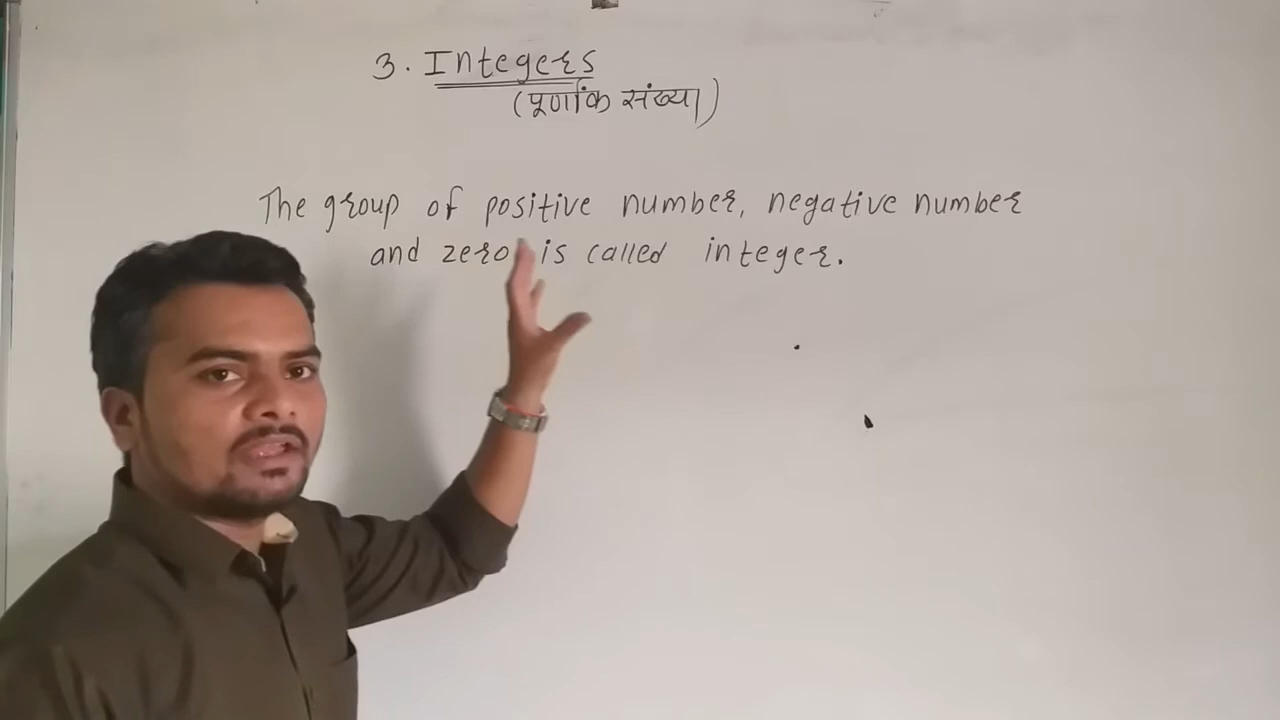 3. Integers
(पूर्णांक संख्या)
The group of positive number, negative number
and zero is called integer.